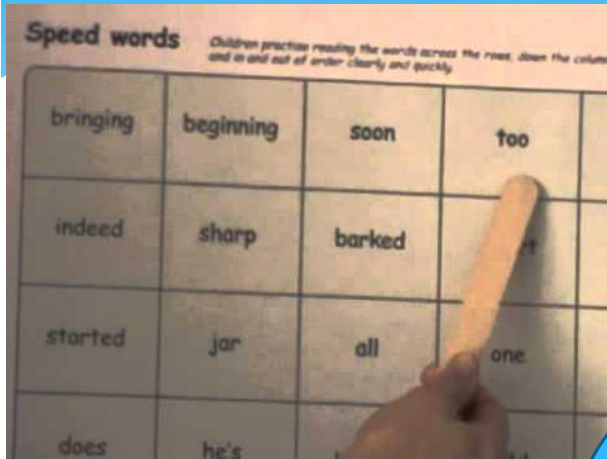 Speed words
Children practise reading the words across the rows, down the
and in and out of order clearly and quickly.
bringing beginning soon too
indeed sharp barked
started jar all one
does he's